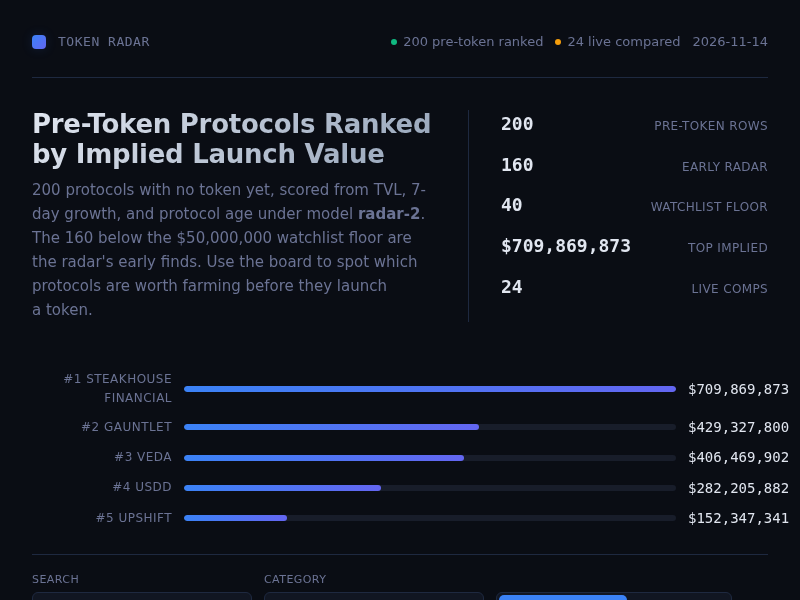 TOKEN RADAR
200 pre-token ranked 24 live compared 2026-11-14
Pre-Token Protocols Ranked
by Implied Launch Value
200 protocols with no token yet, scored from TVL, 7-
day growth, and protocol age under model radar-2.
The 160 below the $50,000,000 watchlist floor are
the radar's early finds. Use the board to spot which
protocols are worth farming before they launch
a token.
200 PRE-TOKEN ROWS
160 EARLY RADAR
40 WATCHLIST FLOOR
$709,869,873 TOP IMPLIED
24 LIVE COMPS
#1 STEAKHOUSE
FINANCIAL
$709,869,873
#2 GAUNTLET $429,327,800
#3 VEDA $406,469,902
#4 USDD $282,205,882
#5 UPSHIFT $152,347,341
SEARCH CATEGORY